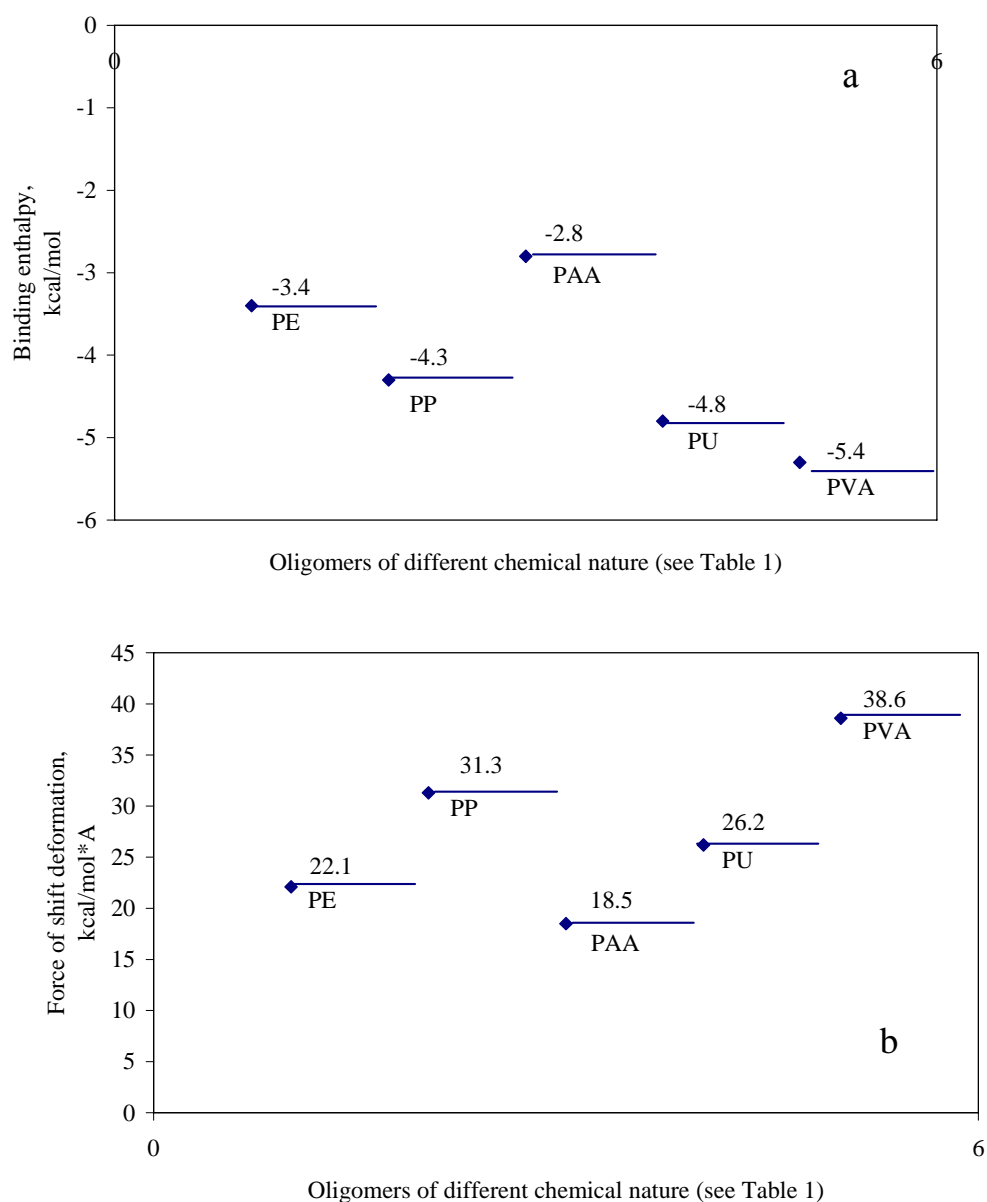 0
0
6
a
-1
-2
-2.8
PAA
-3
-3.4
PE
-4
-4.3
PP
-4.8
PU
-5
-5.4
PVA
-6
Binding enthalpy,
kcal/mol
Oligomers of different chemical nature (see Table 1)
45
40
38.6
PVA
35
31.3
PP
30
26.2
PU
25
22.1
PE
20
18.5
PAA
15
10
b
5
0
0
6
Force of shift deformation,
kcal/mol*A
Oligomers of different chemical nature (see Table 1)